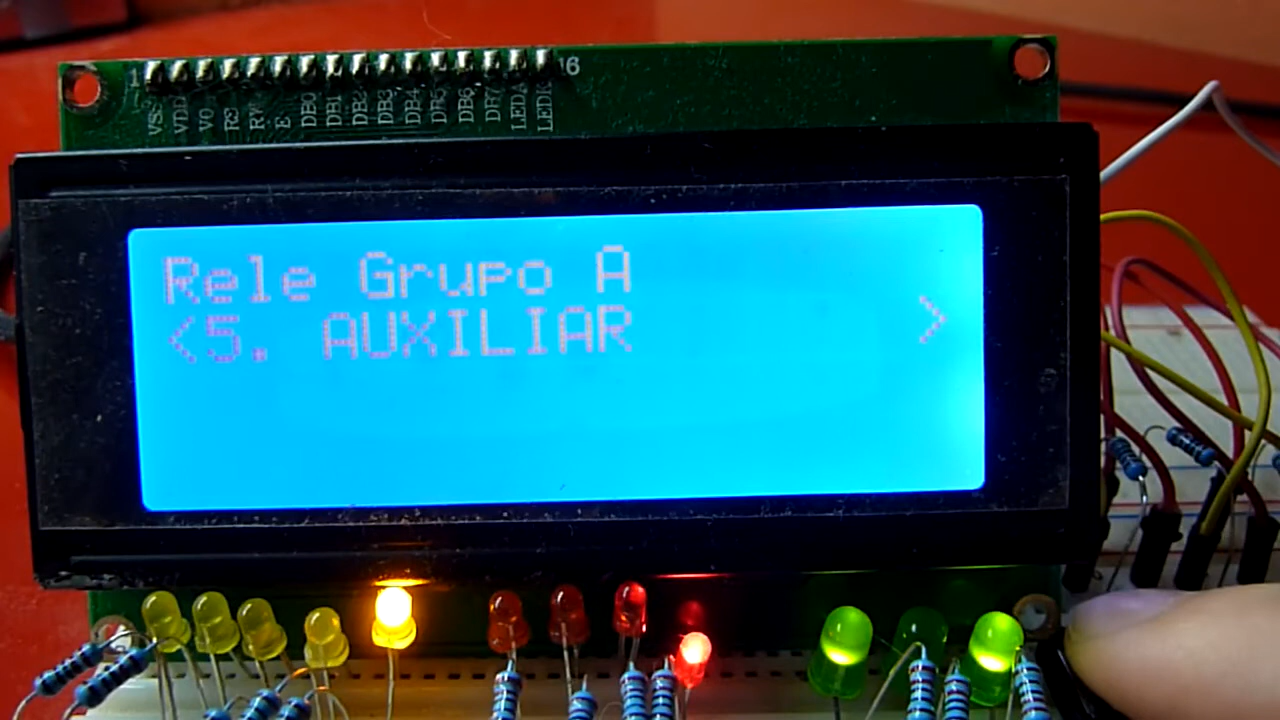 1 16
VSS VDD V0 RS RW E DB0 DB1 DB2 DB3 DB4 DB5 DB6 DB7 LEDA LEDK
Rele Grupo A
<5. AUXILIAR >